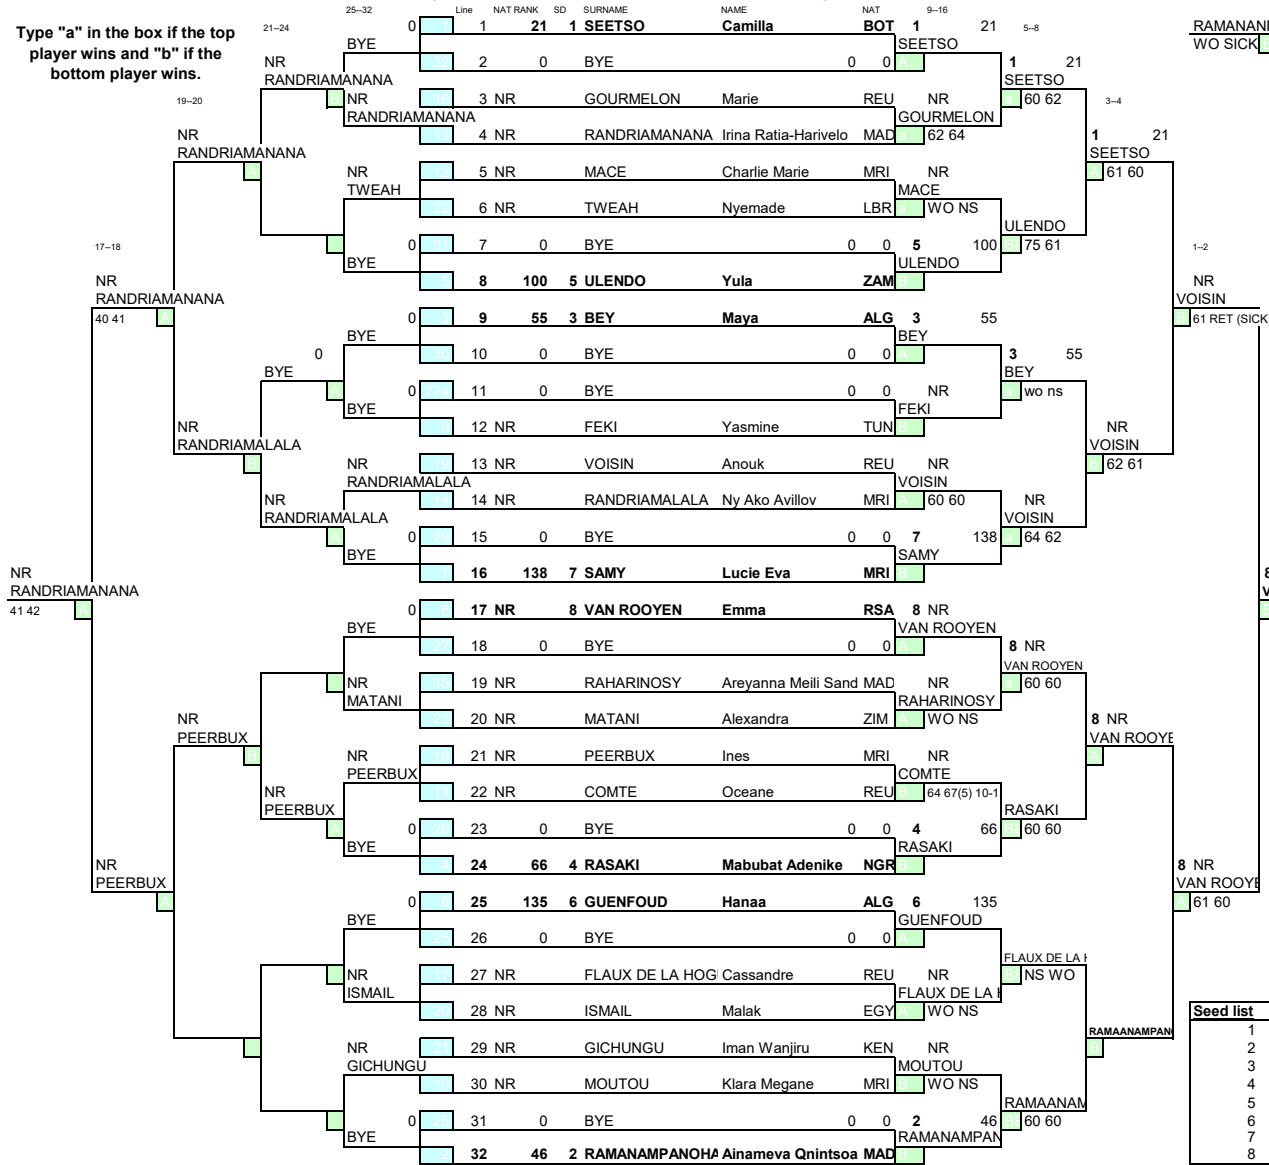 25--32 Line NAT RANK SD SURNAME NAME NAT 9--16
Type "a" in the box if the top player wins and "b" if the bottom player wins.
21--24 0 1 21 1 SEETSO Camilla BOT 1 21 5--8 RAMANAN
BYE SEETSO WO SICK
NR 2 0 BYE 0 0 1 21
RANDRIAMANANA SEETSO
19--20 NR 3 NR GOURMELON Marie REU NR 60 62 3--4
RANDRIAMANANA GOURMELON
NR 4 NR RANDRIAMANANA Irina Ratia-Harivelo MAD 62 64 1 21
RANDRIAMANANA SEETSO
NR 5 NR MACE Charlie Marie MRI NR 61 60
TWEAH MACE
6 NR TWEAH Nyemade LBR WO NS
ULENDO
17--18 0 7 0 BYE 0 0 5 100 75 61 1--2
BYE ULENDO
NR 8 100 5 ULENDO Yula ZAM NR
RANDRIAMANANA VOISIN
40 41 0 9 55 3 BEY Maya ALG 3 55 61 RET (SICK
BYE BEY
0 10 0 BYE 0 0 3 55
BYE BEY
0 11 0 BYE 0 0 NR wo ns
BYE FEKI
NR 12 NR FEKI Yasmine TUN NR
RANDRIAMALALA VOISIN
NR 13 NR VOISIN Anouk REU NR 62 61
RANDRIAMALALA VOISIN
NR 14 NR RANDRIAMALALA Ny Ako Avillov MRI 60 60 NR
RANDRIAMALALA VOISIN
0 15 0 BYE 0 0 7 138 64 62
BYE SAMY
NR 16 138 7 SAMY Lucie Eva MRI 8
RANDRIAMANANA
41 42 0 17 NR 8 VAN ROOYEN Emma RSA 8 NR
BYE VAN ROOYEN
18 0 BYE 0 0 8 NR
VAN ROOYEN
NR 19 NR RAHARINOSY Areyanna Meili Sand MAD NR 60 60
MATANI RAHARINOSY
NR 20 NR MATANI Alexandra ZIM WO NS 8 NR
PEERBUX VAN ROOYE
NR 21 NR PEERBUX Ines MRI NR
PEERBUX COMTE
NR 22 NR COMTE Oceane REU 64 67(5) 10-1
PEERBUX RASAKI
0 23 0 BYE 0 0 4 66 60 60
BYE RASAKI
NR 24 66 4 RASAKI Mabubat Adenike NGR 8 NR
PEERBUX VAN ROOYE
0 25 135 6 GUENFOUD Hanaa ALG 6 135 61 60
BYE GUENFOUD
26 0 BYE 0 0
FLAUX DE LA
NR 27 NR FLAUX DE LA HOG Cassandre REU NR NS WO
ISMAIL FLAUX DE LA
28 NR ISMAIL Malak EGY WO NS Seed list
1
NR 29 NR GICHUNGU Iman Wanjiru KEN NR RAMAANAMPAN 2
GICHUNGU MOUTOU 3
30 NR MOUTOU Klara Megane MRI WO NS 4
RAMAANAM 5
0 31 0 BYE 0 0 2 46 60 60 6
BYE RAMANAMPAN 7
32 46 2 RAMANAMPANOHA Ainameva Qnintsoa MAD 8